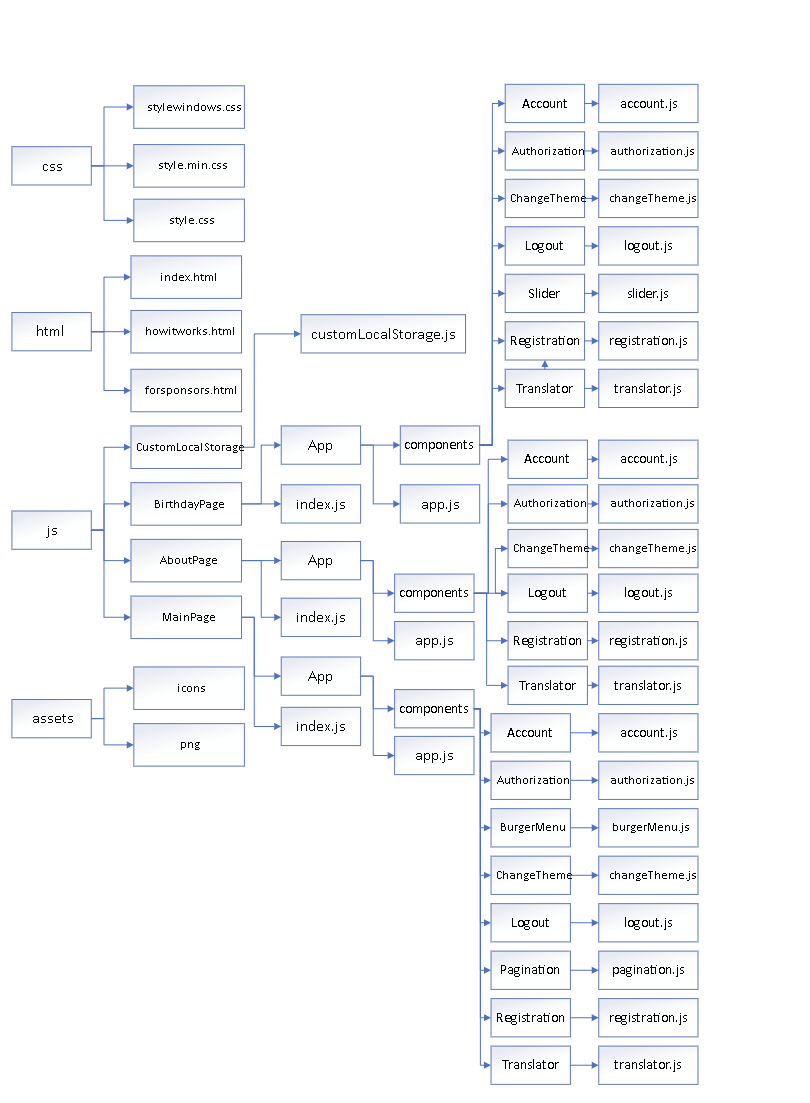 css
stylewindows.css
style.min.css
style.css
html
index.html
howitworks.html
forsponsors.html
js
CustomLocalStorage
customLocalStorage.js
BirthdayPage
App
index.js
components
app.js
Account
account.js
Authorization
authorization.js
ChangeTheme
changeTheme.js
Logout
logout.js
Slider
slider.js
Registration
registration.js
Translator
translator.js
AboutPage
App
index.js
components
app.js
Account
account.js
Authorization
authorization.js
ChangeTheme
changeTheme.js
Logout
logout.js
Registration
registration.js
Translator
translator.js
MainPage
App
index.js
components
app.js
Account
account.js
Authorization
authorization.js
BurgerMenu
burgerMenu.js
ChangeTheme
changeTheme.js
Logout
logout.js
Pagination
pagination.js
Registration
registration.js
Translator
translator.js
assets
icons
png